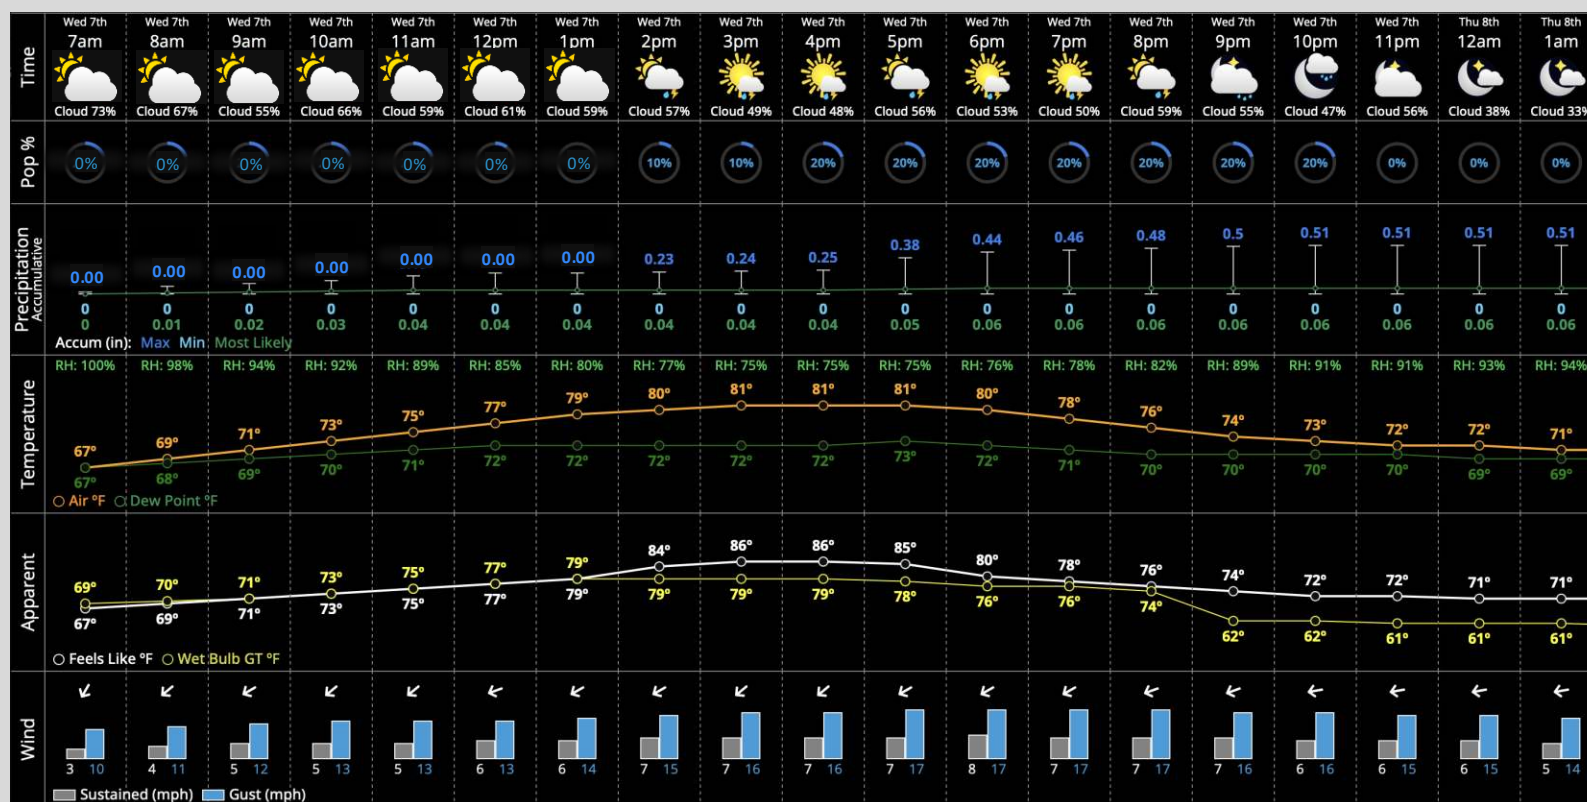 Time
Wed 7th Wed 7th Wed 7th Wed 7th Wed 7th Wed 7th Wed 7th Wed 7th Wed 7th Wed 7th Wed 7th Wed 7th Wed 7th Wed 7th Wed 7th Wed 7th Wed 7th Thu 8th Thu 8th
7am 8am 9am 10am 11am 12pm 1pm 2pm 3pm 4pm 5pm 6pm 7pm 8pm 9pm 10pm 11pm 12am 1am
Cloud 73% Cloud 67% Cloud 55% Cloud 66% Cloud 59% Cloud 61% Cloud 59% Cloud 57% Cloud 49% Cloud 48% Cloud 56% Cloud 53% Cloud 50% Cloud 59% Cloud 55% Cloud 47% Cloud 56% Cloud 38% Cloud 33%
Pop %
0% 0% 0% 0% 0% 0% 0% 10% 10% 20% 20% 20% 20% 20% 20% 20% 0% 0% 0%
Precipitation
Accumulative
0.00 0.00 0.00 0.00 0.00 0.00 0.00 0.23 0.24 0.25 0.38 0.44 0.46 0.48 0.5 0.51 0.51 0.51 0.51
0 0 0 0 0 0 0 0 0 0 0 0 0 0 0 0 0 0 0
0 0.01 0.02 0.03 0.04 0.04 0.04 0.04 0.04 0.04 0.05 0.06 0.06 0.06 0.06 0.06 0.06 0.06 0.06
Accum (in): Max Min Most Likely
Temperature
RH: 100% RH: 98% RH: 94% RH: 92% RH: 89% RH: 85% RH: 80% RH: 77% RH: 75% RH: 75% RH: 75% RH: 76% RH: 78% RH: 82% RH: 89% RH: 91% RH: 91% RH: 93% RH: 94%
67° 69° 71° 73° 75° 77° 79° 80° 81° 81° 81° 80° 78° 76° 74° 73° 72° 72° 71°
67° 68° 69° 70° 71° 72° 72° 72° 72° 72° 73° 72° 71° 70° 70° 70° 70° 69° 69°
Air °F Dew Point °F
Apparent
69° 70° 71° 73° 75° 77° 79° 84° 86° 86° 85° 80° 78° 76° 74° 72° 72° 71° 71°
67° 69° 71° 73° 75° 77° 79° 79° 79° 79° 78° 76° 76° 74° 62° 62° 61° 61° 61°
Feels Like °F Wet Bulb GT °F
Wind
3 10 4 11 5 12 5 13 5 13 6 13 6 14 7 15 7 16 7 16 7 17 8 17 7 17 7 17 7 16 6 16 6 15 6 15 5 14
Sustained (mph) Gust (mph)